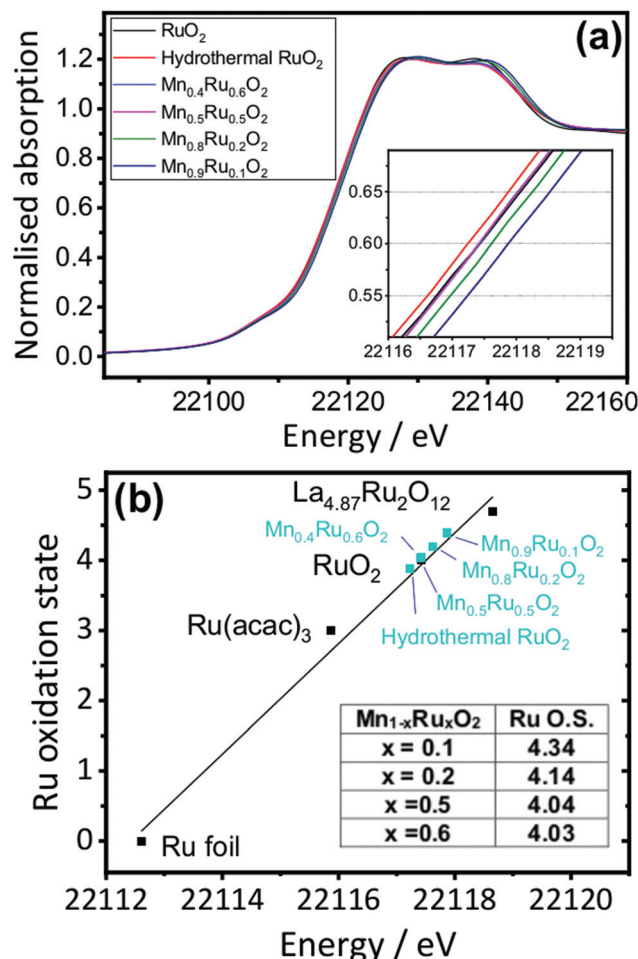 (a)
RuO₂
Hydrothermal RuO₂
Mn₀.₄Ru₀.₆O₂
Mn₀.₅Ru₀.₅O₂
Mn₀.₈Ru₀.₂O₂
Mn₀.₉Ru₀.₁O₂
Normalised absorption
1.2
1.0
0.8
0.6
0.4
0.2
0.0
0.65
0.60
0.55
22116 22117 22118 22119
22100 22120 22140 22160
Energy / eV
(b)
Ru oxidation state
5
4
3
2
1
0
La₄.₈₇Ru₂O₁₂
Mn₀.₄Ru₀.₆O₂
RuO₂
Mn₀.₉Ru₀.₁O₂
Mn₀.₈Ru₀.₂O₂
Mn₀.₅Ru₀.₅O₂
Hydrothermal RuO₂
Ru(acac)₃
Ru foil
Mn₁₋ₓRuₓO₂ Ru O.S.
x = 0.1 4.34
x = 0.2 4.14
x =0.5 4.04
x =0.6 4.03
22112 22114 22116 22118 22120
Energy / eV